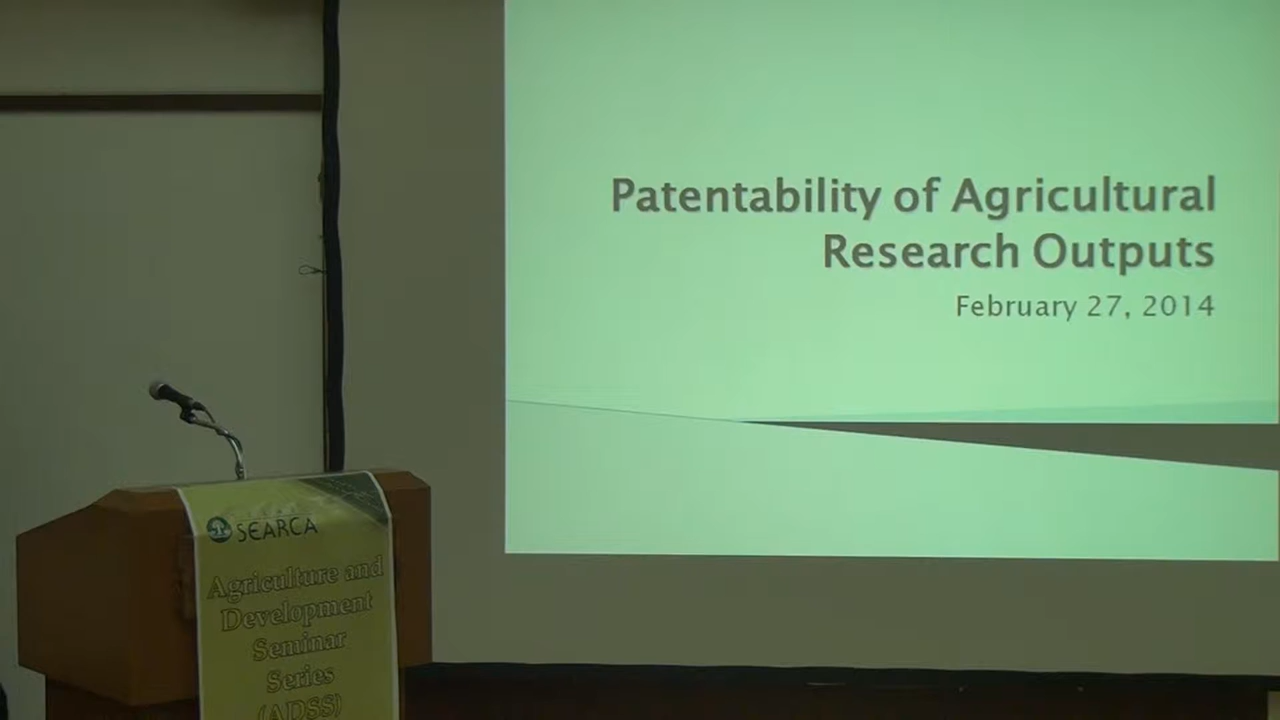 Patentability of Agricultural
Research Outputs
February 27, 2014
SEARCA
Agriculture and
Development
Seminar
Series
(ADSS)